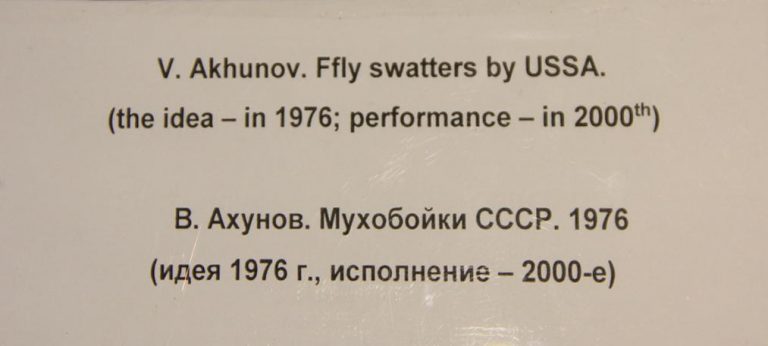 V. Akhunov. Ffly swatters by USSA.
(the idea – in 1976; performance – in 2000th)
В. Ахунов. Мухобойки СССР. 1976
(идея 1976 г., исполнение – 2000-е)